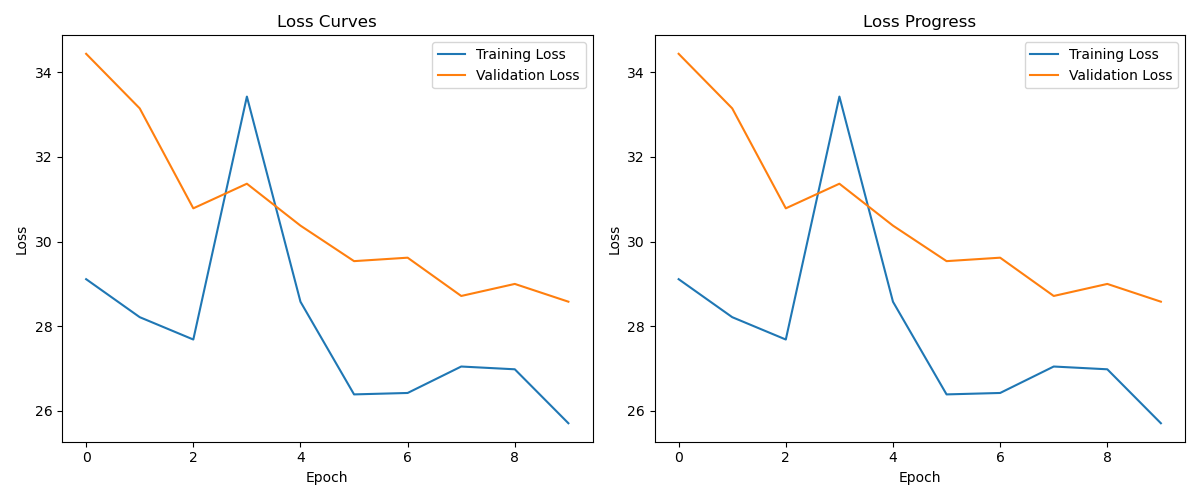 Loss Curves
Training Loss
Validation Loss
34
32
30
28
26
Loss
0 2 4 6 8
Epoch
Loss Progress
Training Loss
Validation Loss
34
32
30
28
26
Loss
0 2 4 6 8
Epoch